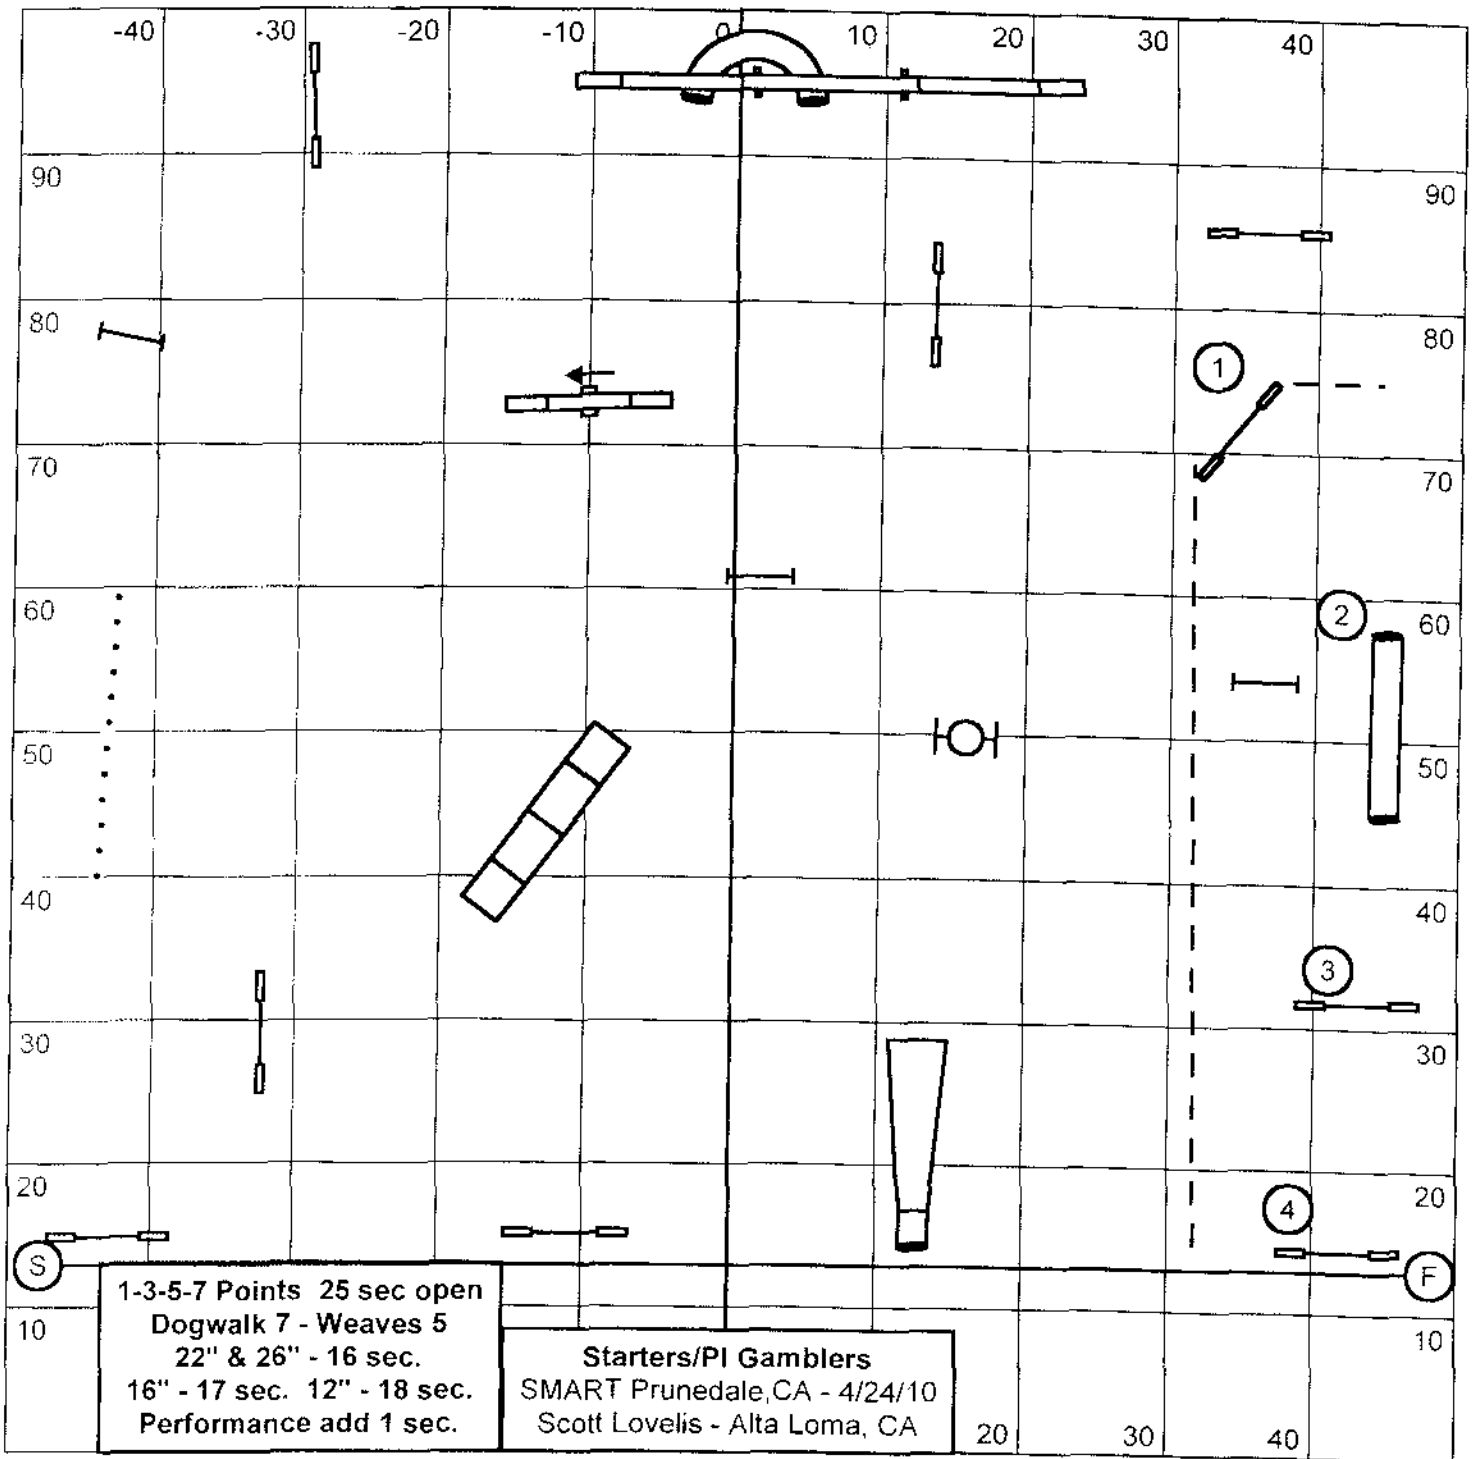 -40 -30 -20 -10 0 10 20 30 40
90 90
80 80
1
70 70
2
60 60
50 50
40 40
3
30 30
20 20
4
S F
10 10
1-3-5-7 Points 25 sec open
Dogwalk 7 - Weaves 5
22" & 26" - 16 sec.
16" - 17 sec. 12" - 18 sec.
Performance add 1 sec.
Starters/PI Gamblers
SMART Prunedale,CA - 4/24/10
Scott Lovelis - Alta Loma, CA
20 30 40